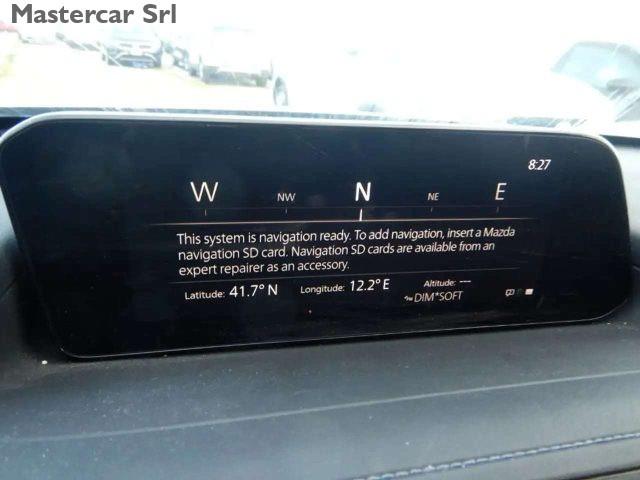 Mastercar Srl
8:27
W NW N NE E
This system is navigation ready. To add navigation, insert a Mazda
navigation SD card. Navigation SD cards are available from an
expert repairer as an accessory.
Latitude: 41.7° N Longitude: 12.2° E Altitude: ---
DIM*SOFT